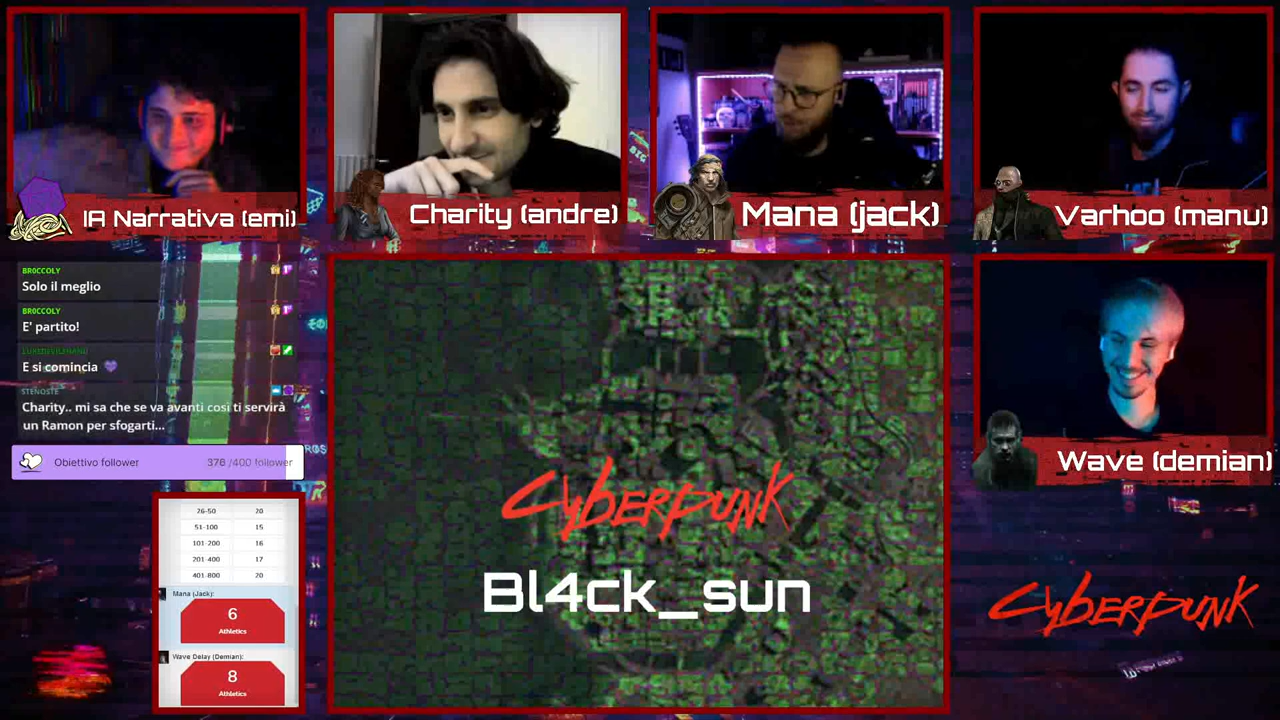 IA Narrativa (emi)
Charity (andre)
Mana (jack)
Varhoo (manu)
BROCCOLY
Solo il meglio
BROCCOLY
E' partito!
E si comincia 💜
STENOSTE
Charity.. mi sa che se va avanti così ti servirà
un Ramon per sfogarti...
Obiettivo follower 376 /400 follower
Wave (demian)
26-50 20
51-100 15
101-200 16
201-400 17
401-800 20
Mana (Jack):
6
Athletics
Wave Delay (Demian):
8
Athletics
Cyberpunk
Bl4ck_sun
Cyberpunk